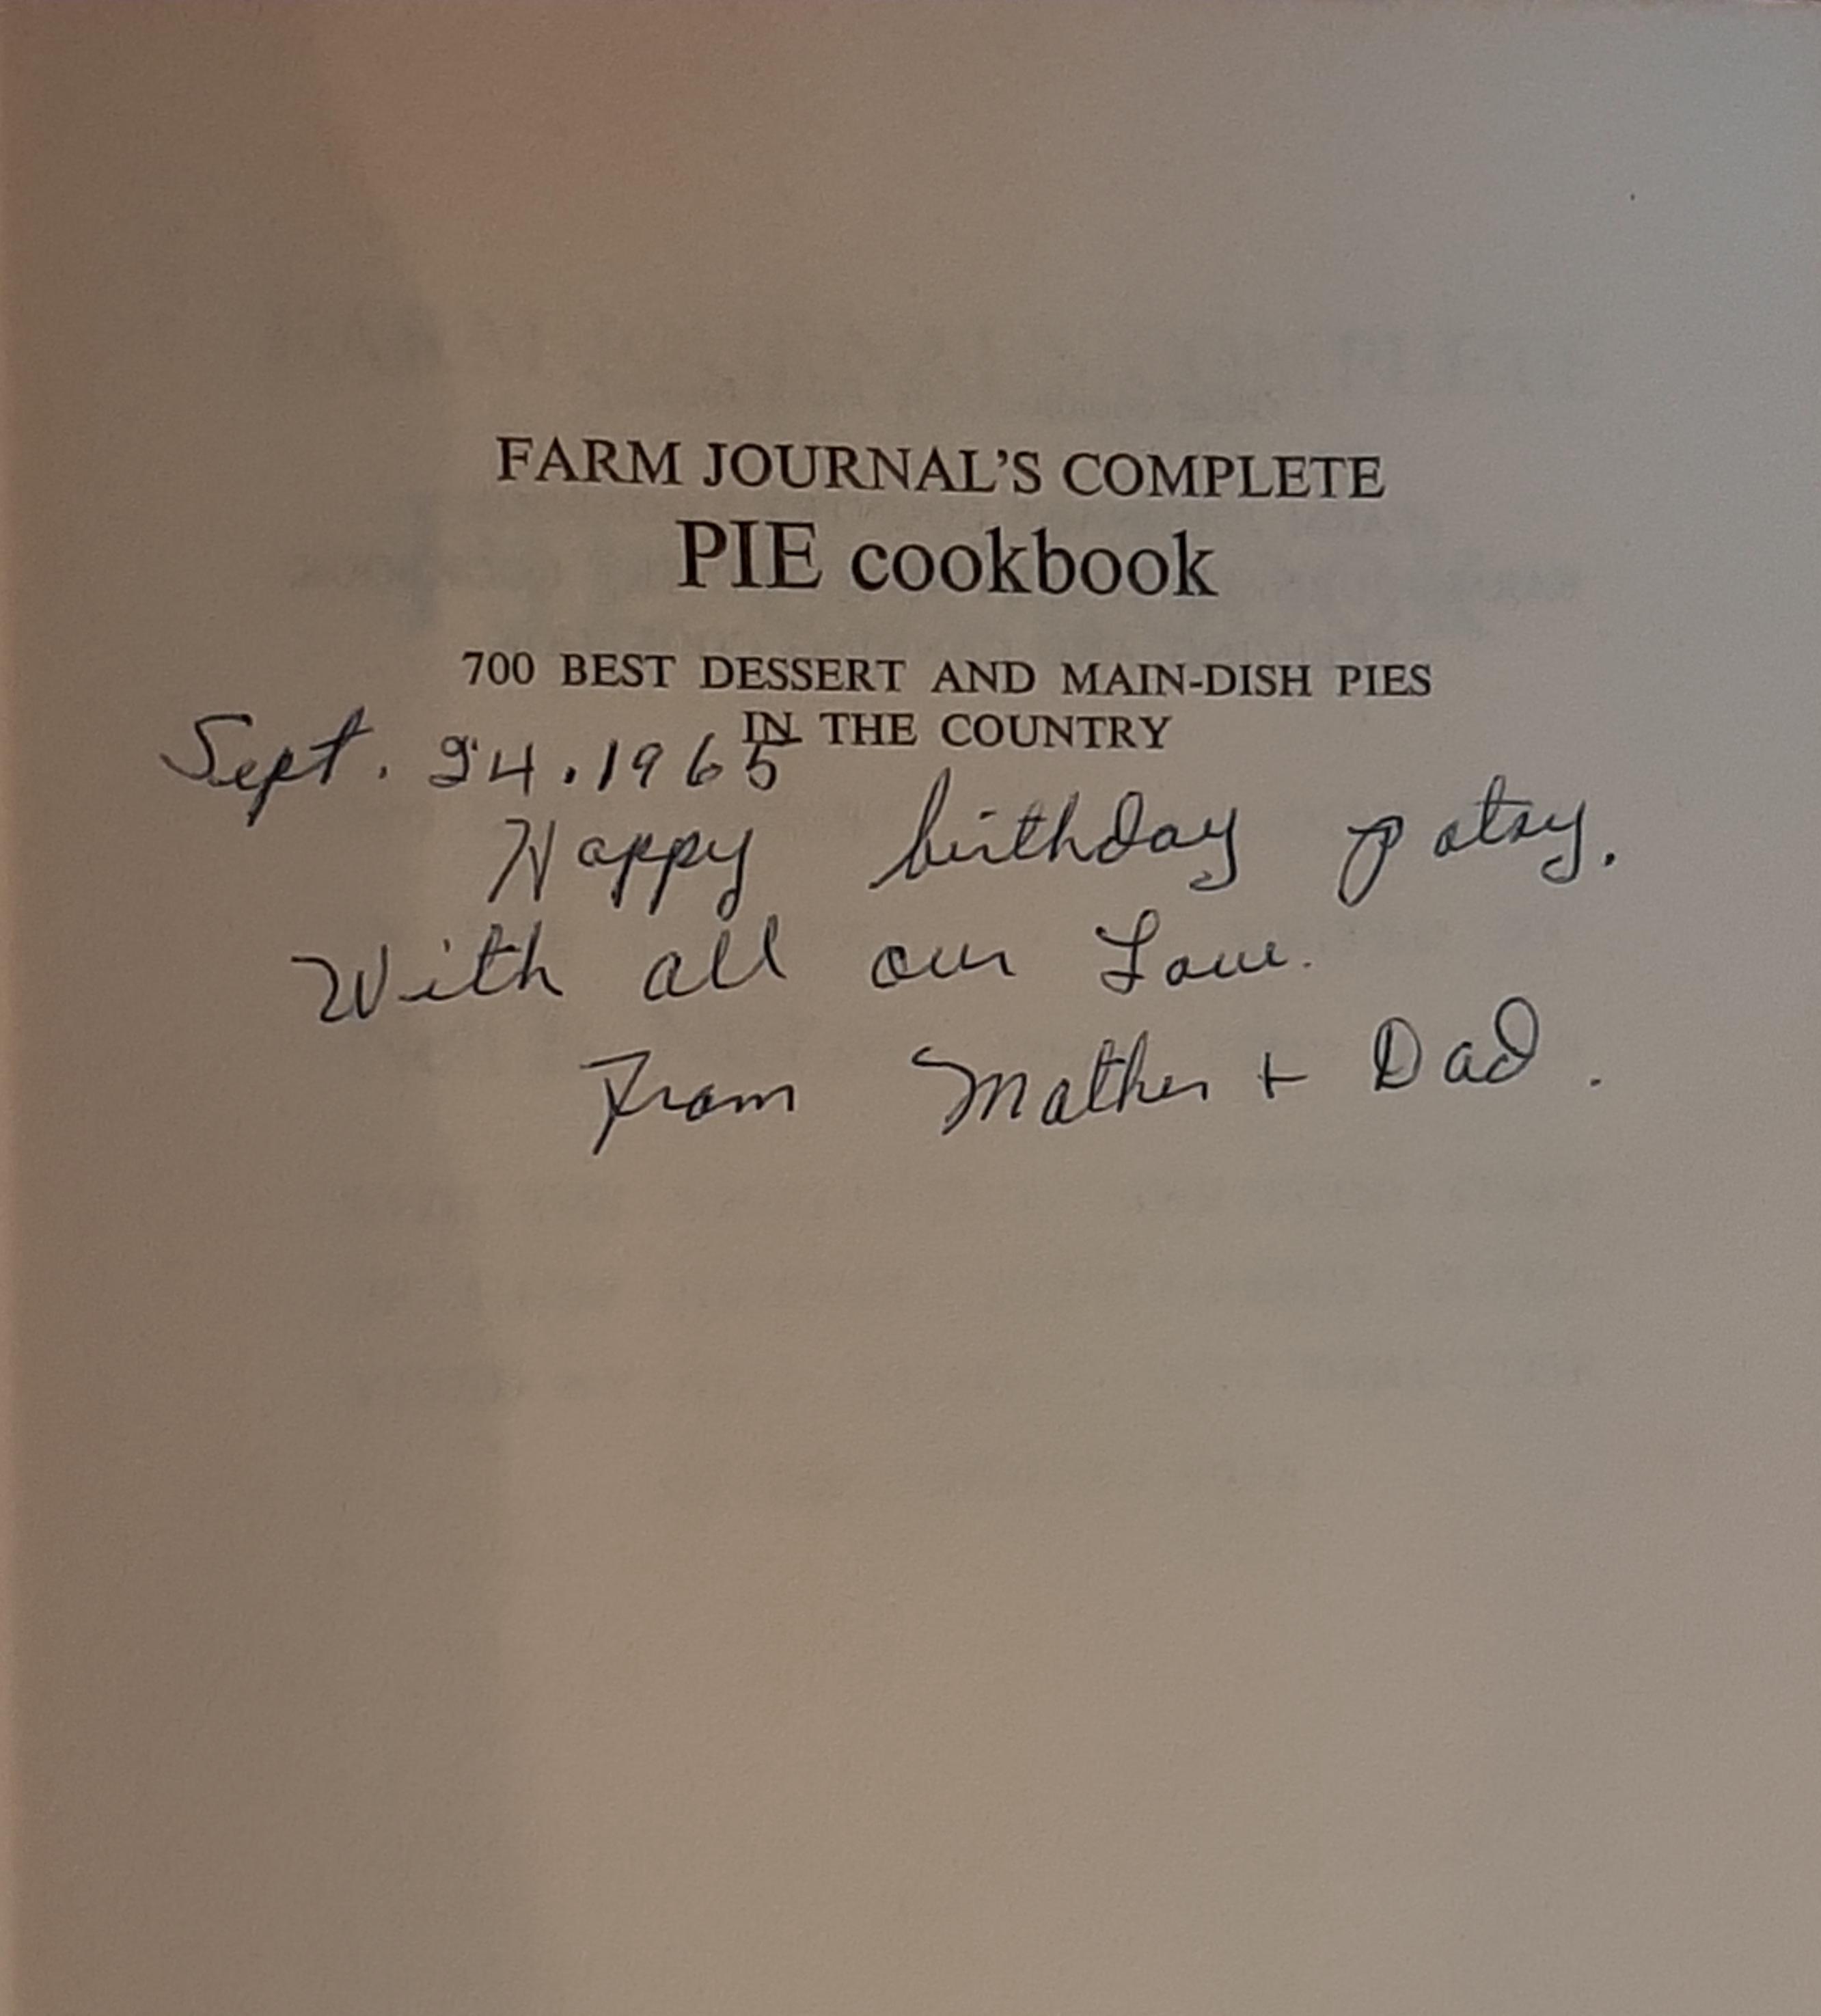 FARM JOURNAL'S COMPLETE
PIE cookbook
700 BEST DESSERT AND MAIN-DISH PIES
IN THE COUNTRY
Sept. 24.1965
Happy birthday patsy.
With all our Love.
From Mother + Dad.